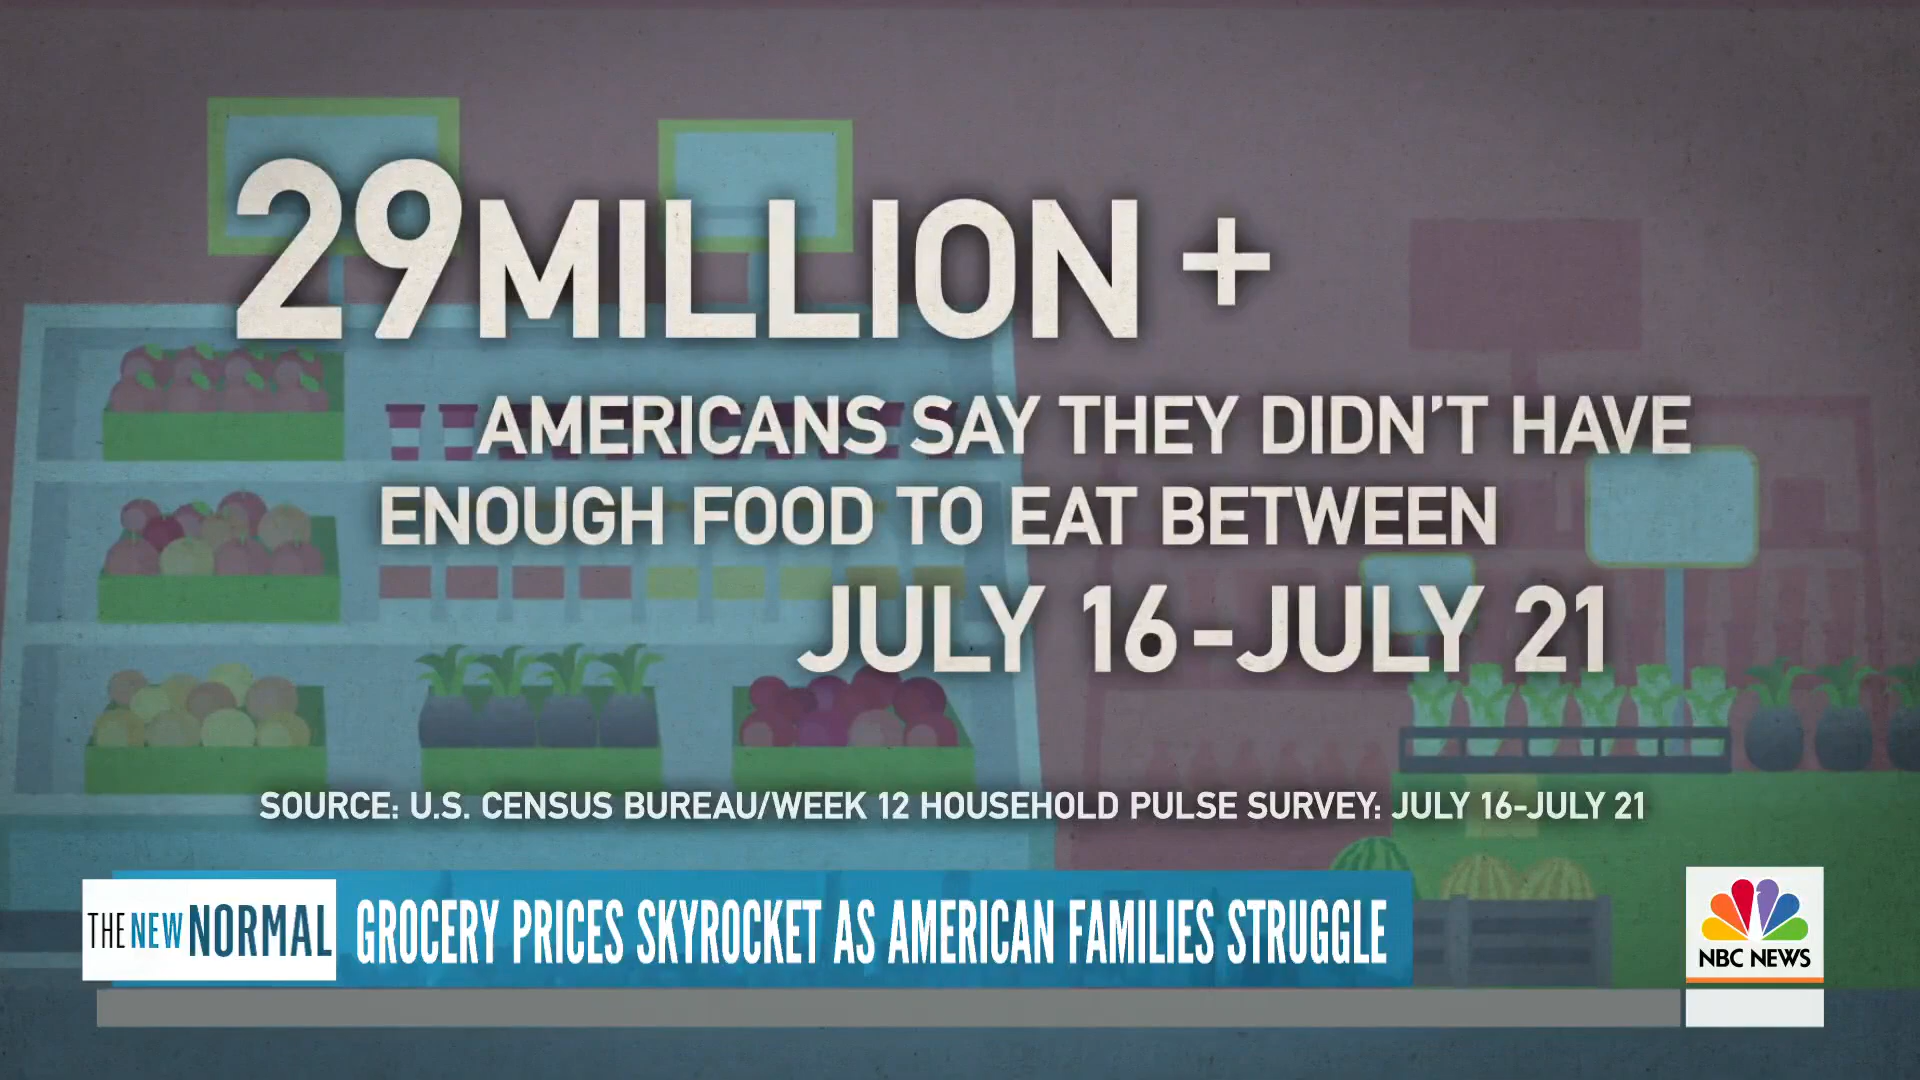 29 MILLION +
AMERICANS SAY THEY DIDN'T HAVE
ENOUGH FOOD TO EAT BETWEEN
JULY 16-JULY 21
SOURCE: U.S. CENSUS BUREAU/WEEK 12 HOUSEHOLD PULSE SURVEY: JULY 16-JULY 21
THE NEW NORMAL
GROCERY PRICES SKYROCKET AS AMERICAN FAMILIES STRUGGLE
NBC NEWS